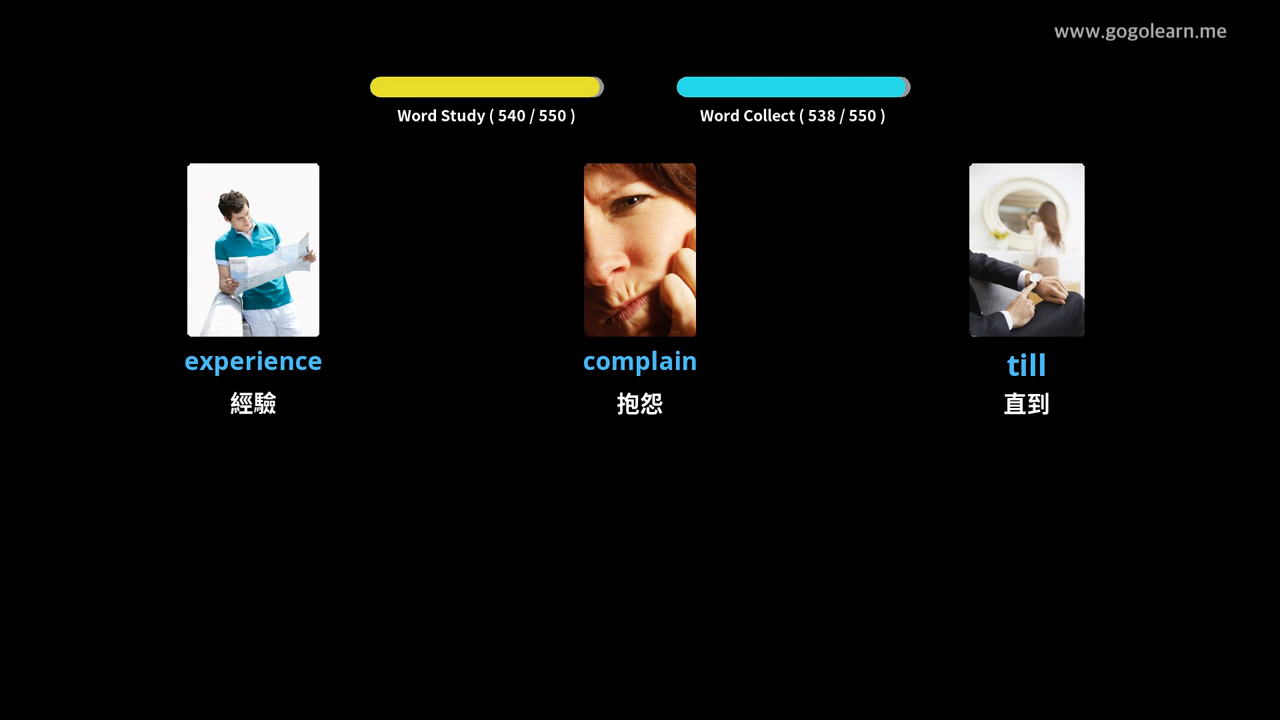 www.gogolearn.me
Word Study ( 540 / 550 )
Word Collect ( 538 / 550 )
experience
經驗
complain
抱怨
till
直到